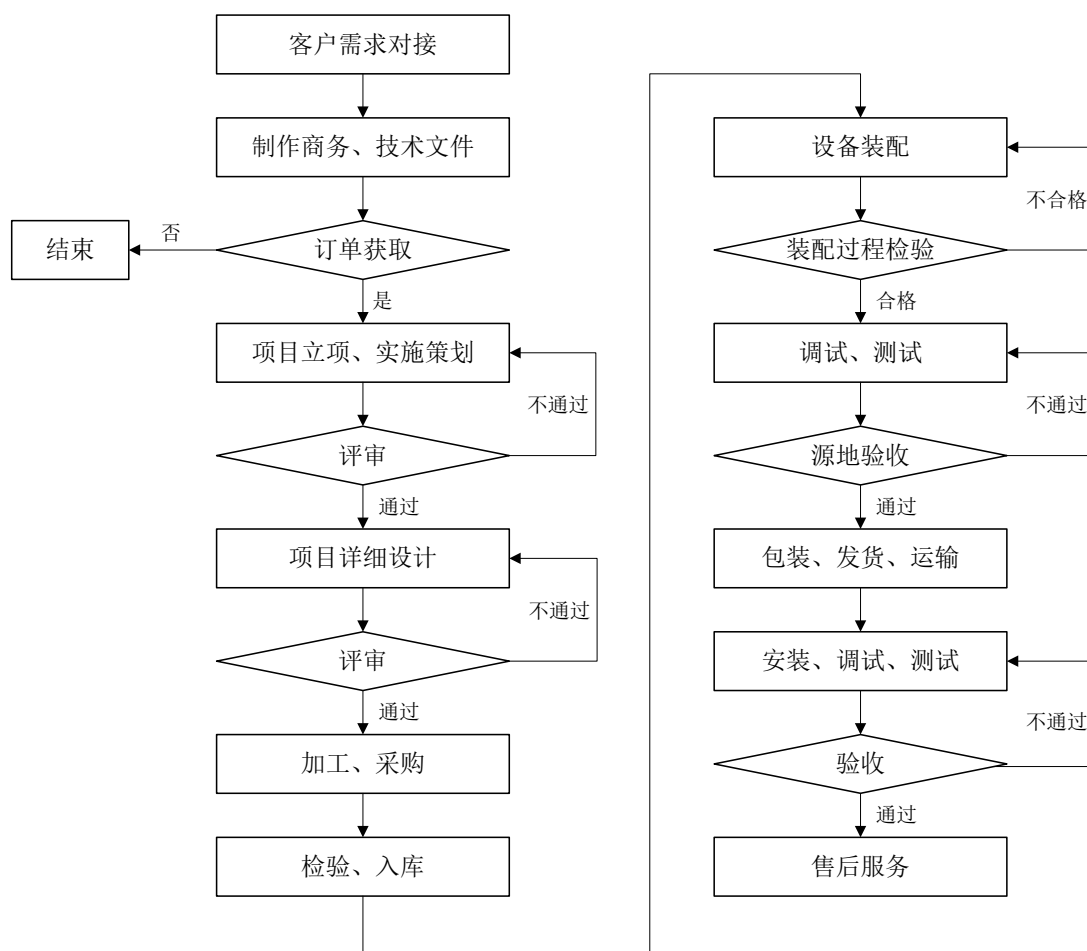 客户需求对接
制作商务、技术文件
订单获取
否
结束
是
项目立项、实施策划
不通过
评审
通过
项目详细设计
不通过
评审
通过
加工、采购
检验、入库
设备装配
不合格
装配过程检验
合格
调试、测试
不通过
源地验收
通过
包装、发货、运输
安装、调试、测试
不通过
验收
通过
售后服务